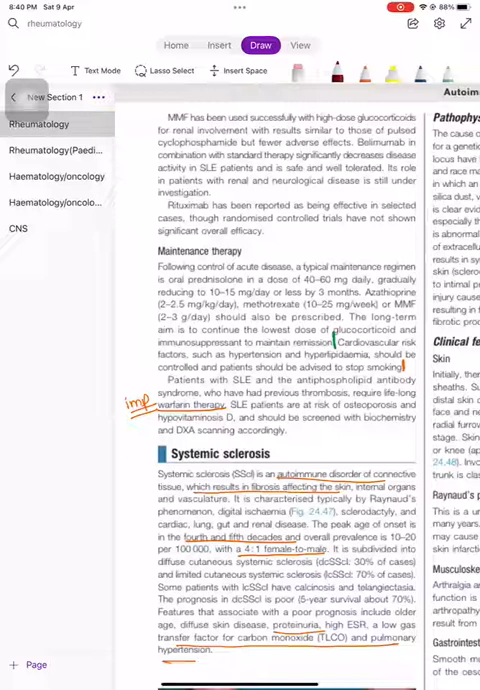 8:40 PM Sat 9 Apr
88%
rheumatology
Home Insert Draw View
Text Mode Lasso Select Insert Space
New Section 1
Rheumatology
Rheumatology(Paedi...
Haematology/oncology
Haematology/oncolo...
CNS
Page
MMF has been used successfully with high-dose glucocorticoids
for renal involvement with results similar to those of pulsed
cyclophosphamide but fewer adverse effects. Belimumab in
combination with standard therapy significantly decreases disease
activity in SLE patients and is safe and well tolerated. Its role
in patients with renal and neurological disease is still under
investigation.
Rituximab has been reported as being effective in selected
cases, though randomised controlled trials have not shown
significant overall efficacy.
Maintenance therapy
Following control of acute disease, a typical maintenance regimen
is oral prednisolone in a dose of 40–60 mg daily, gradually
reducing to 10–15 mg/day or less by 3 months. Azathioprine
(2–2.5 mg/kg/day), methotrexate (10–25 mg/week) or MMF
(2–3 g/day) should also be prescribed. The long-term
aim is to continue the lowest dose of glucocorticoid and
immunosuppressant to maintain remission. Cardiovascular risk
factors, such as hypertension and hyperlipidaemia, should be
controlled and patients should be advised to stop smoking.
Patients with SLE and the antiphospholipid antibody
syndrome, who have had previous thrombosis, require life-long
imp
warfarin therapy. SLE patients are at risk of osteoporosis and
hypovitaminosis D, and should be screened with biochemistry
and DXA scanning accordingly.
Systemic sclerosis
Systemic sclerosis (SScl) is an autoimmune disorder of connective
tissue, which results in fibrosis affecting the skin, internal organs
and vasculature. It is characterised typically by Raynaud's
phenomenon, digital ischaemia (Fig. 24.47), sclerodactyly, and
cardiac, lung, gut and renal disease. The peak age of onset is
in the fourth and fifth decades and overall prevalence is 10–20
per 100 000, with a 4:1 female-to-male. It is subdivided into
diffuse cutaneous systemic sclerosis (dcSScl: 30% of cases)
and limited cutaneous systemic sclerosis (lcSScl: 70% of cases).
Some patients with lcSScl have calcinosis and telangiectasia.
The prognosis in dcSScl is poor (5-year survival about 70%).
Features that associate with a poor prognosis include older
age, diffuse skin disease, proteinuria, high ESR, a low gas
transfer factor for carbon monoxide (TLCO) and pulmonary
hypertension.
Autoim
Pathophys
The cause o
for a genetic
locus have
and race ma
in which an
silica dust, v
is clear evid
is abnormal
of extracellu
results in sy
skin (sclero
to intimal pr
injury cause
resulting in
fibrotic proc
Clinical fe
Skin
Initially, ther
sheaths. Su
distal skin c
face and ne
radial furrov
stage. Skin
or knee (ap
24.48). Invo
trunk is clas
Raynaud's p
This is a un
many years.
may cause
skin infarctic
Musculoske
Arthralgia an
function is
arthropathy
result from
Gastrointest
Smooth mu
of the oesc